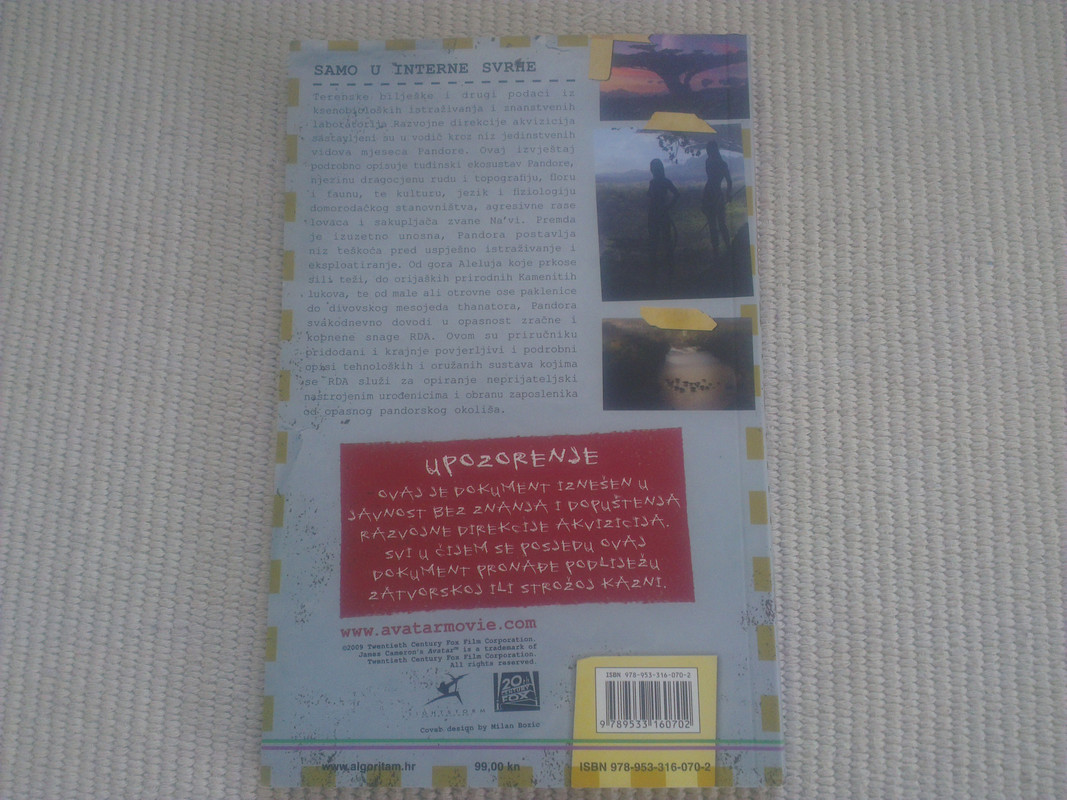 SAMO U INTERNE SVRHE
Terenske bilješke i drugi podaci iz
ksenobioloških istraživanja i znanstvenih
laboratorija Razvojne direkcije akvizicija
sastavljeni su u vodič kroz niz jedinstvenih
vidova mjeseca Pandore. Ovaj izvještaj
podrobno opisuje tuđinski ekosustav Pandore,
njezinu dragocjenu rudu i topografiju, floru
i faunu, te kulturu, jezik i fiziologiju
domorodačkog stanovništva, agresivne rase
lovaca i sakupljača zvane Na'vi. Premda
je izuzetno unosna, Pandora postavlja
niz teškoća pred uspješno istraživanje i
eksploatiranje. Od gora Aleluja koje prkose
sili teži, do orijaških prirodnih Kamenitih
lukova, te od male ali otrovne ose paklenice
do divovskog mesojeda thanatora, Pandora
svakodnevno dovodi u opasnost zračne i
kopnene snage RDA. Ovom su priručniku
pridodani i krajnje povjerljivi i podrobni
opisi tehnoloških i oružanih sustava kojima
se RDA služi za opiranje neprijateljski
nastrojenim urođenicima i obranu zaposlenika
od opasnog pandorskog okoliša.
UPOZORENJE
OVAJ JE DOKUMENT IZNEŠEN U
JAVNOST BEZ ZNANJA I DOPUŠTENJA
RAZVOJNE DIREKCIJE AKVIZICIJA.
SVI U ČIJEM SE POSJEDU OVAJ
DOKUMENT PRONAĐE PODLIJEŽU
ZATVORSKOJ ILI STROŽOJ KAZNI.
www.avatarmovie.com
©2009 Twentieth Century Fox Film Corporation.
James Cameron's Avatar™ is a trademark of
Twentieth Century Fox Film Corporation.
All rights reserved.
LIGHTSTORM
20th
CENTURY
FOX
Covah design by Milan Bozic
ISBN 978-953-316-070-2
9 789533 160702
www.algoritam.hr
99,00 kn
ISBN 978-953-316-070-2